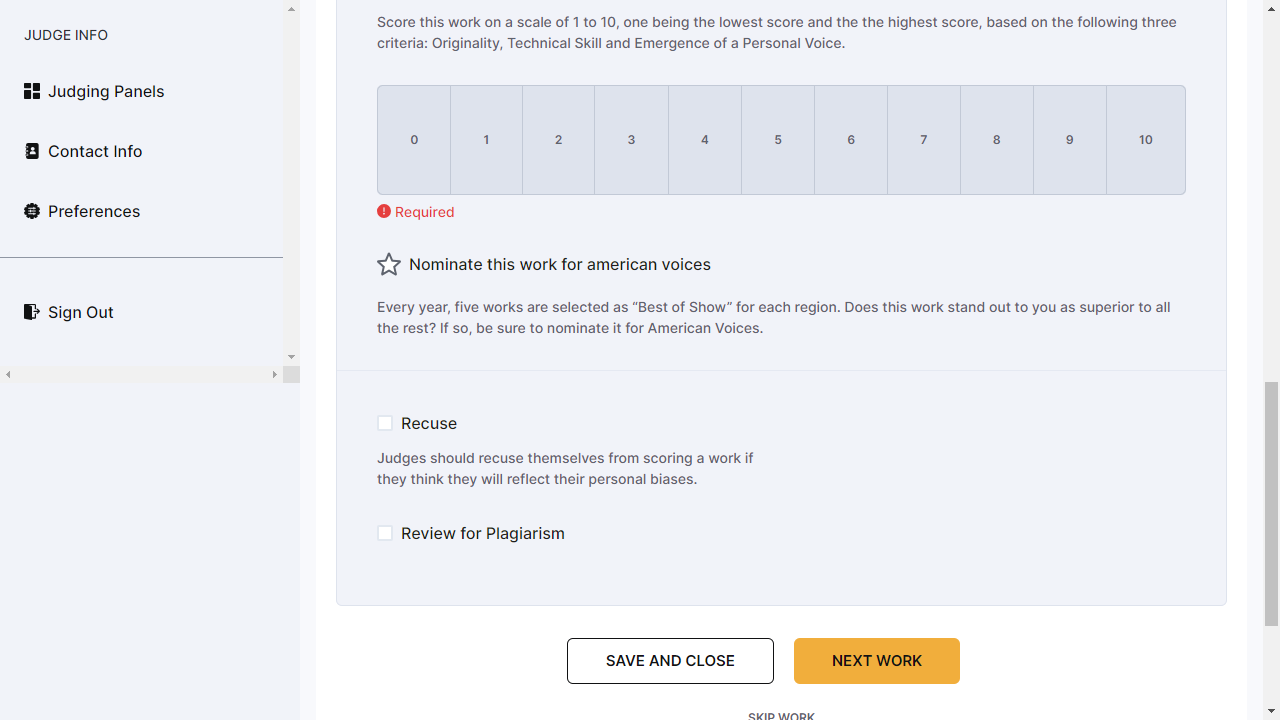 JUDGE INFO
Judging Panels
Contact Info
Preferences
Sign Out
Score this work on a scale of 1 to 10, one being the lowest score and the the highest score, based on the following three
criteria: Originality, Technical Skill and Emergence of a Personal Voice.
0 1 2 3 4 5 6 7 8 9 10
Required
Nominate this work for american voices
Every year, five works are selected as “Best of Show” for each region. Does this work stand out to you as superior to all
the rest? If so, be sure to nominate it for American Voices.
Recuse
Judges should recuse themselves from scoring a work if
they think they will reflect their personal biases.
Review for Plagiarism
SAVE AND CLOSE
NEXT WORK
SKIP WORK